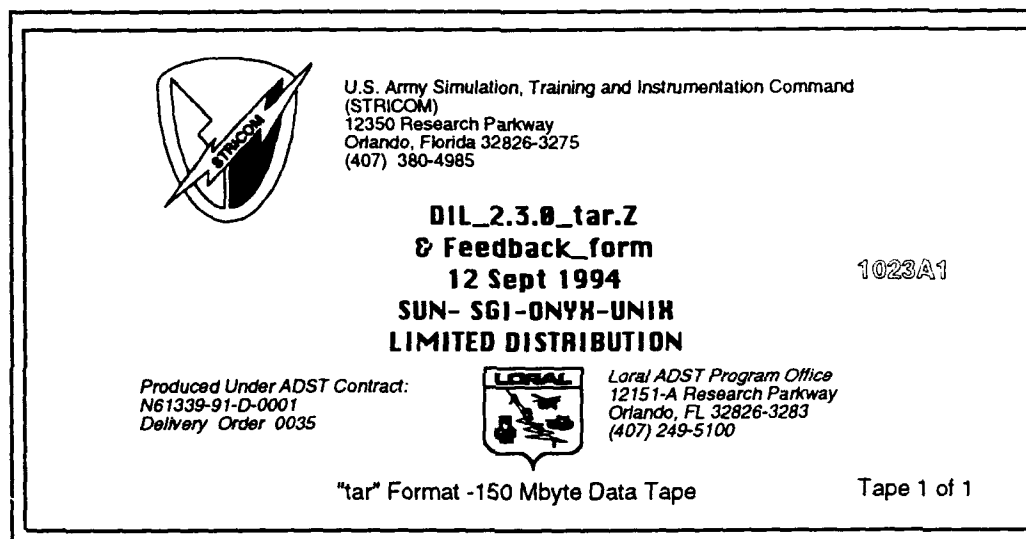 STRICOM
U.S. Army Simulation, Training and Instrumentation Command
(STRICOM)
12350 Research Parkway
Orlando, Florida 32826-3275
(407) 380-4985
DIL_2.3.0_tar.Z
& Feedback_form
12 Sept 1994
SUN- SGI-ONYX-UNIX
LIMITED DISTRIBUTION
1023A1
Produced Under ADST Contract:
N61339-91-D-0001
Delivery Order 0035
LORAL
Loral ADST Program Office
12151-A Research Parkway
Orlando, FL 32826-3283
(407) 249-5100
"tar" Format -150 Mbyte Data Tape
Tape 1 of 1